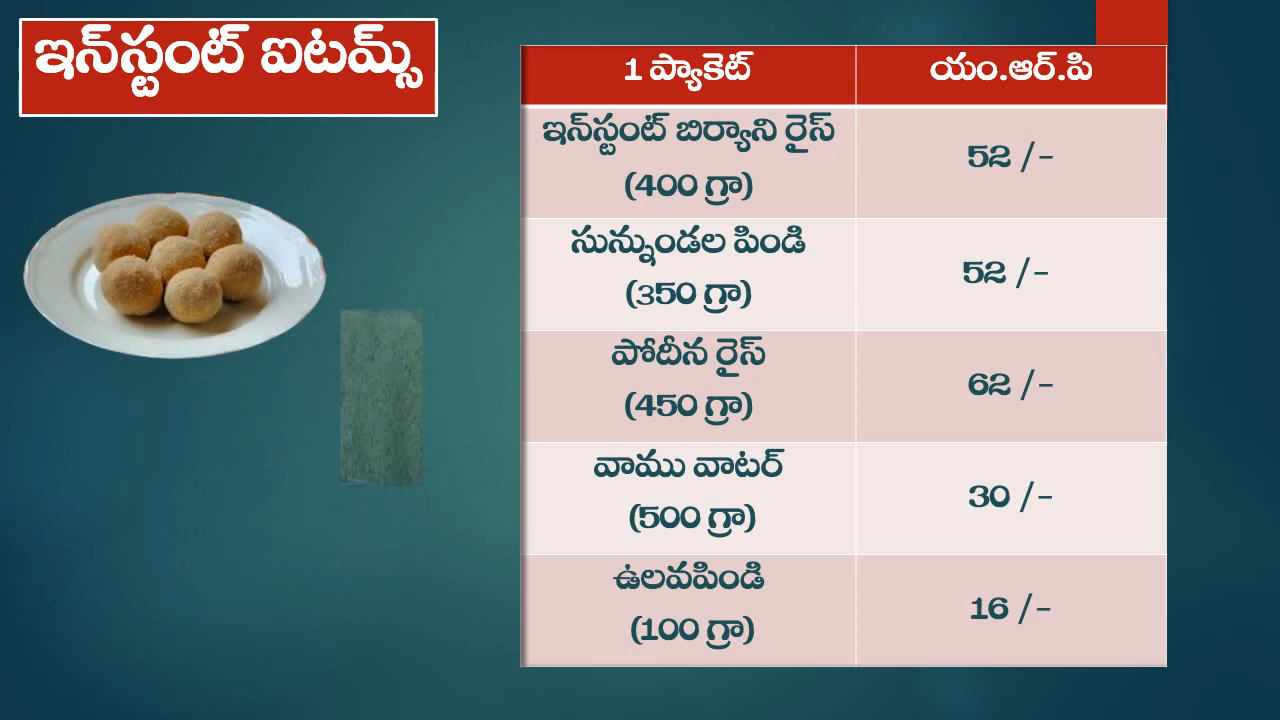 ఇన్‌స్టంట్ ఐటమ్స్
1 ప్యాకెట్
యం.ఆర్.పి
ఇన్‌స్టంట్ బిర్యాని రైస్
(400 గ్రా)
52 /-
సున్నుండల పిండి
(350 గ్రా)
52 /-
పోదీన రైస్
(450 గ్రా)
62 /-
వాము వాటర్
(500 గ్రా)
30 /-
ఉలవపిండి
(100 గ్రా)
16 /-